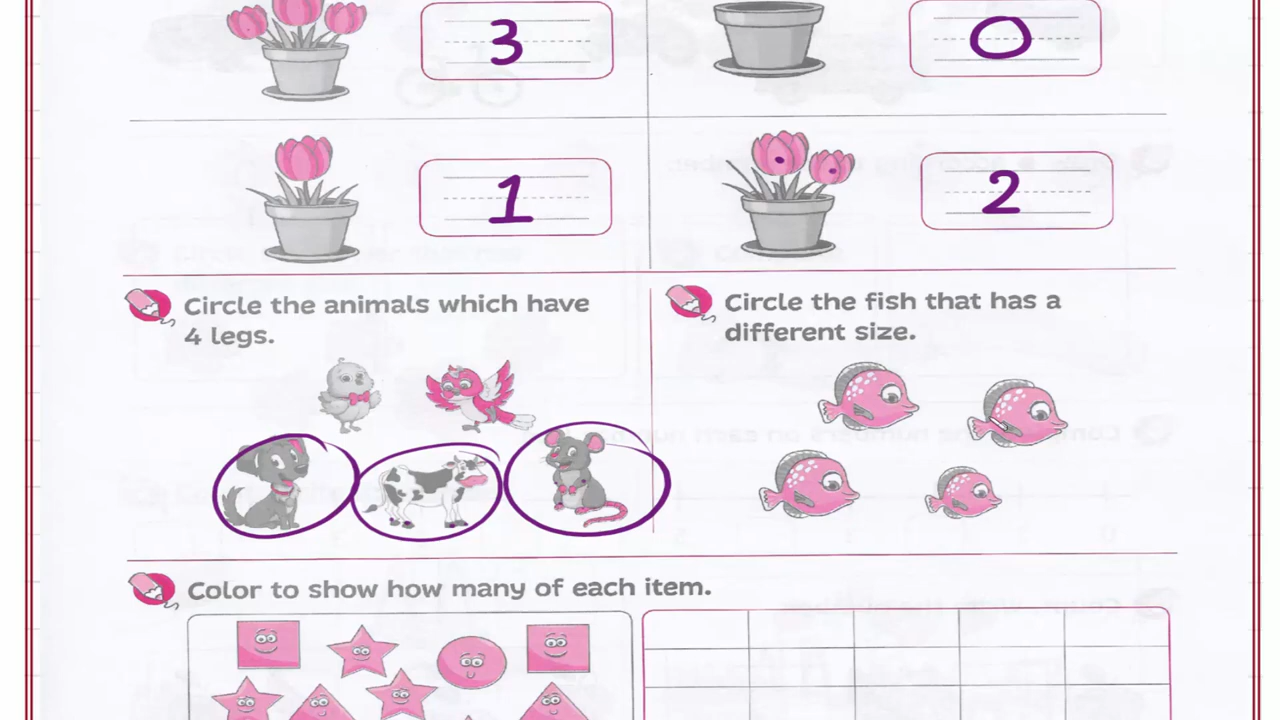 3
0
1
2
Circle the animals which have
4 legs.
Circle the fish that has a
different size.
Color to show how many of each item.